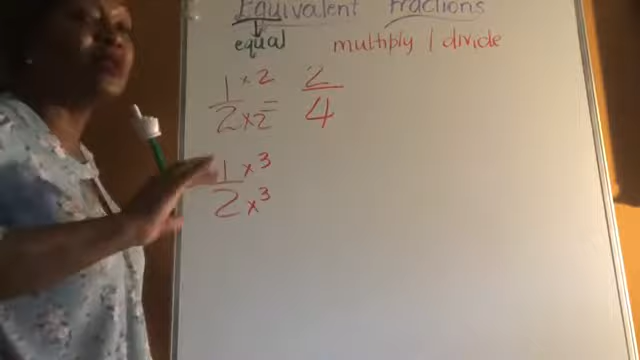 Equivalent Fractions
equal multiply / divide
1 × 2 2
2 × 2 = 4
1 × 3
2 × 3